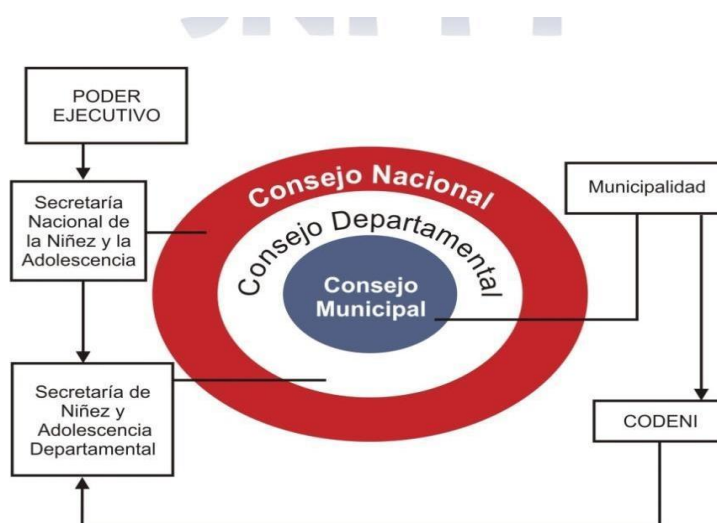 PODER
EJECUTIVO
Secretaría
Nacional de
la Niñez y la
Adolescencia
Secretaría de
Niñez y
Adolescencia
Departamental
Consejo Nacional
Consejo Departamental
Consejo
Municipal
Municipalidad
CODENI